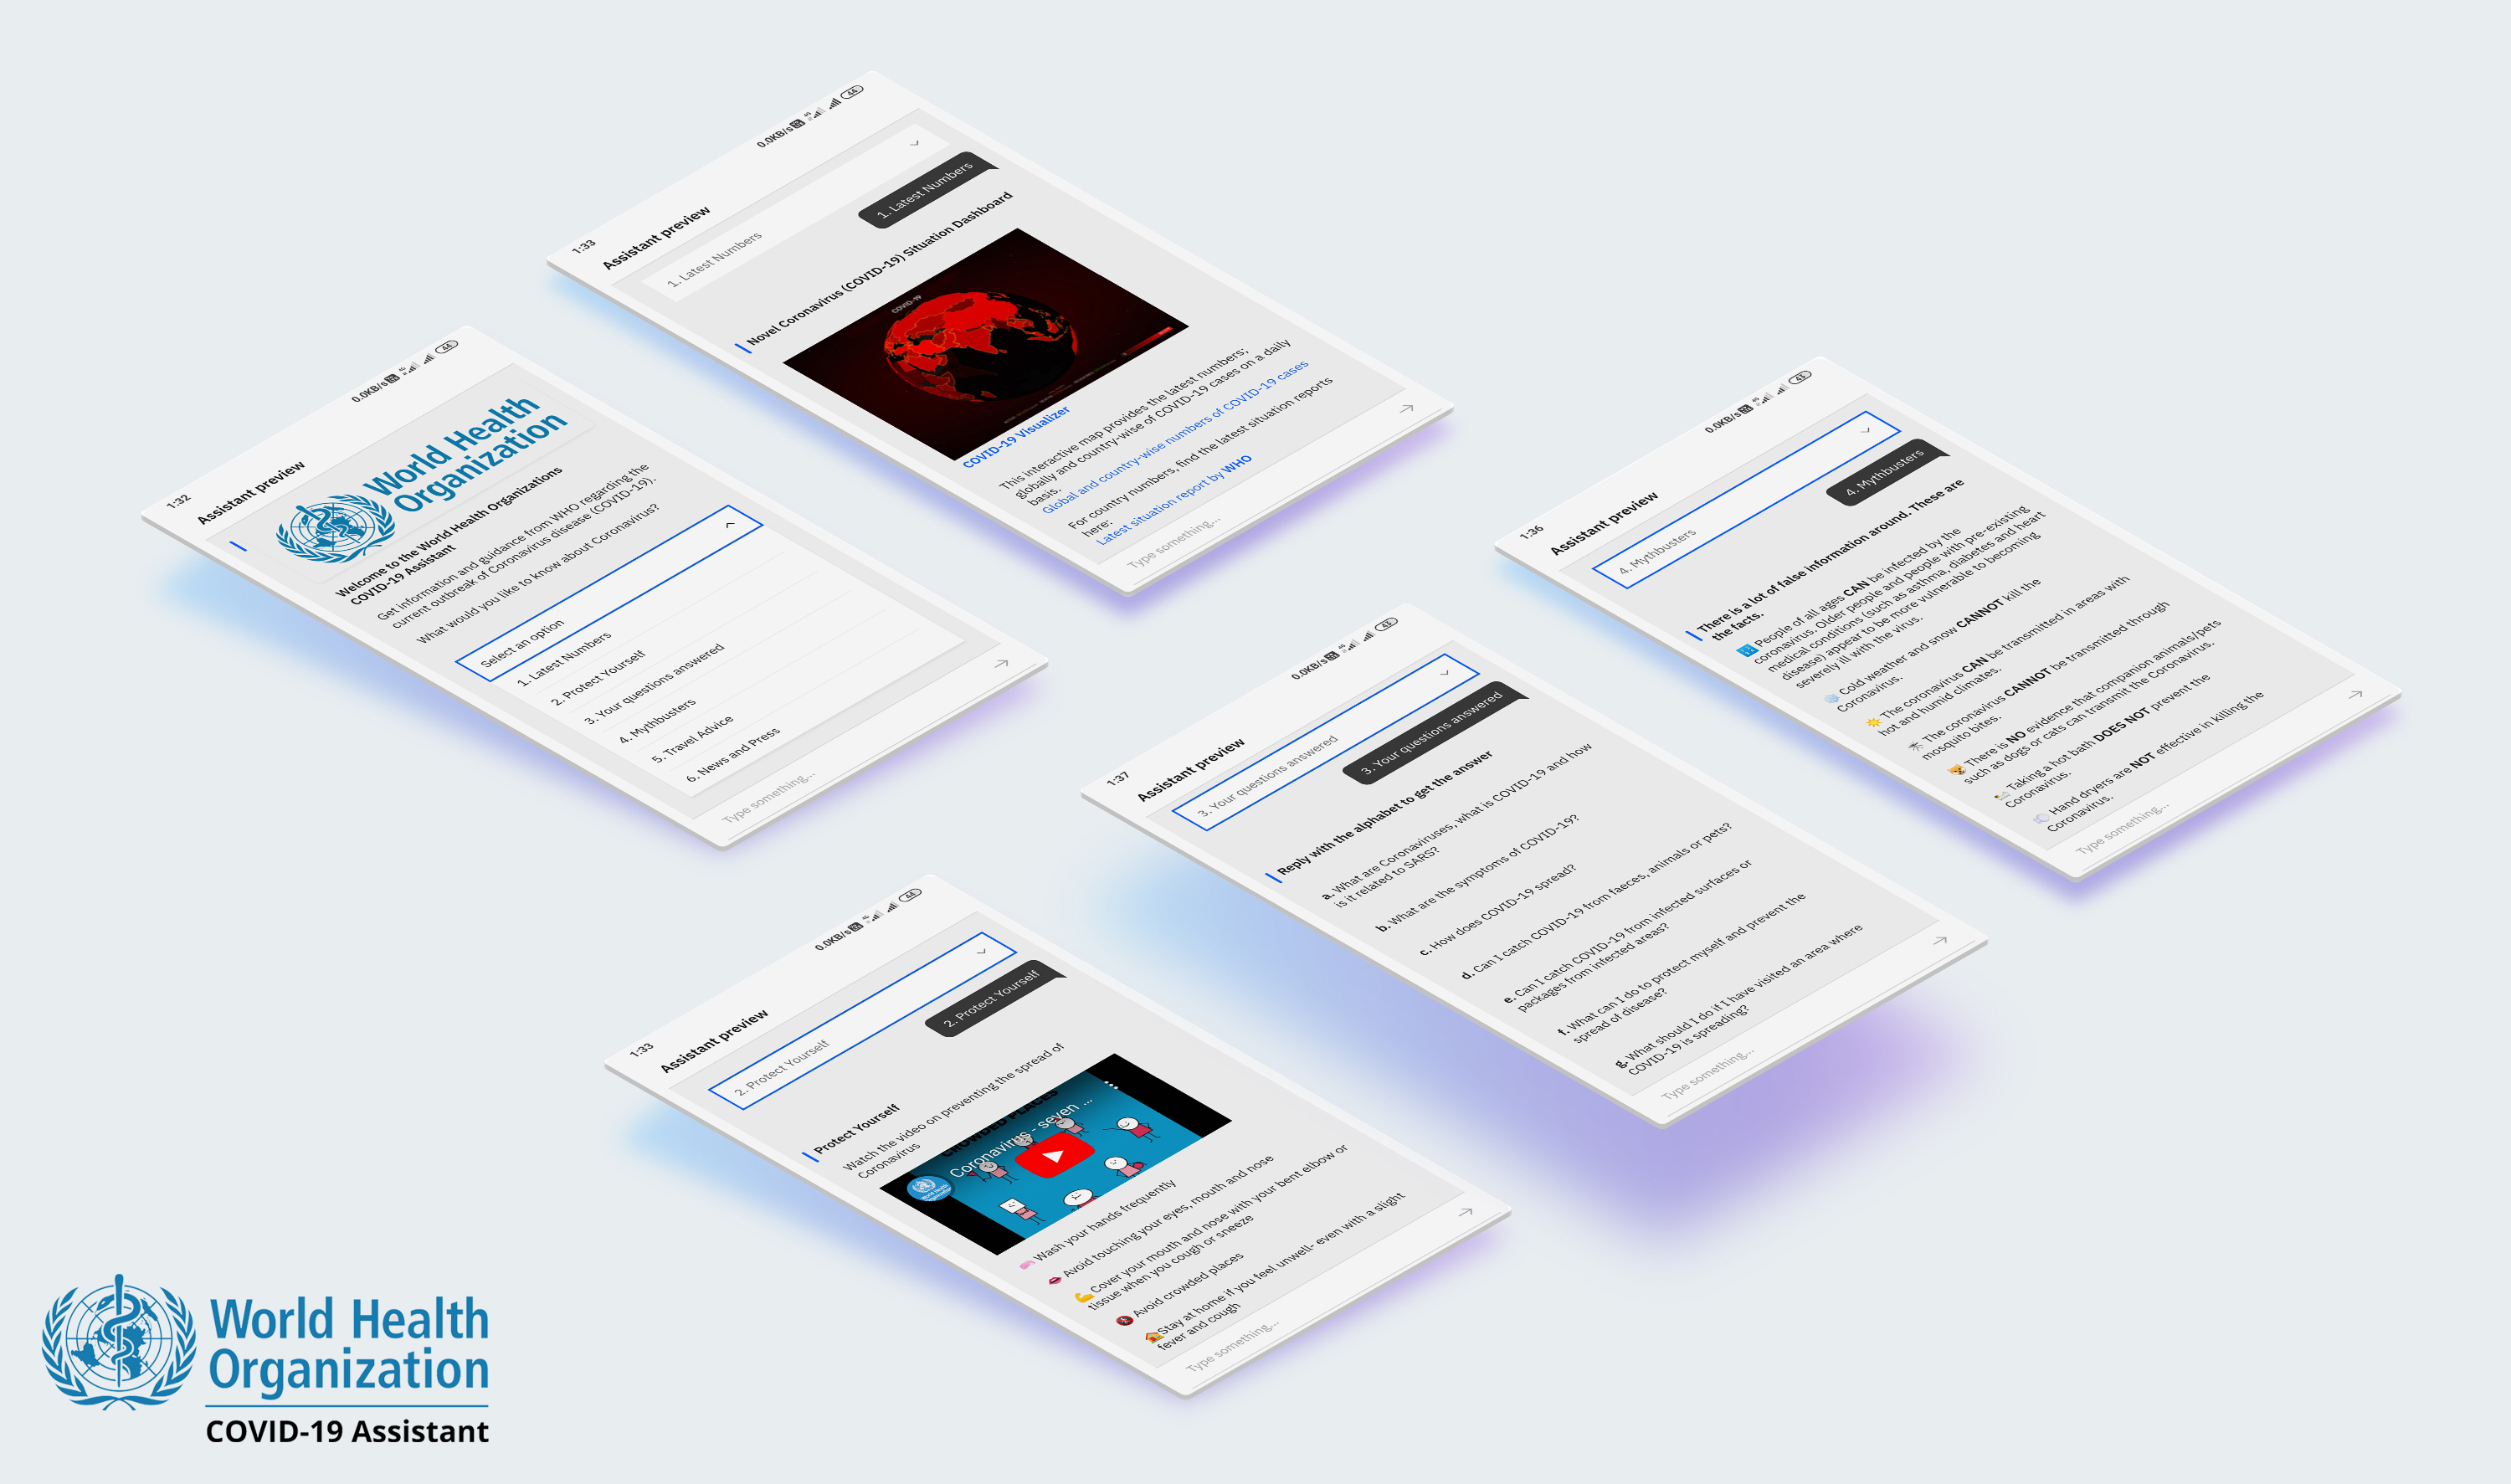 1:32
0.0KB/s
4G
46
Assistant preview
World Health
Organization
Welcome to the World Health Organizations
COVID-19 Assistant
Get information and guidance from WHO regarding the
current outbreak of Coronavirus disease (COVID-19).
What would you like to know about Coronavirus?
Select an option
1. Latest Numbers
2. Protect Yourself
3. Your questions answered
4. Mythbusters
5. Travel Advice
6. News and Press
Type something...
1:33
0.0KB/s
4G
46
Assistant preview
1. Latest Numbers
1. Latest Numbers
Novel Coronavirus (COVID-19) Situation Dashboard
COVID-19
COVID-19 Visualizer
This interactive map provides the latest numbers;
globally and country-wise of COVID-19 cases on a daily
basis.
Global and country-wise numbers of COVID-19 cases
For country numbers, find the latest situation reports
here:
Latest situation report by WHO
Type something...
1:33
0.0KB/s
4G
44
Assistant preview
2. Protect Yourself
2. Protect Yourself
Protect Yourself
Watch the video on preventing the spread of
Coronavirus
CROWDED PLACES
Coronavirus - seven ...
World Health
Organization
Wash your hands frequently
Avoid touching your eyes, mouth and nose
Cover your mouth and nose with your bent elbow or
tissue when you cough or sneeze
Avoid crowded places
Stay at home if you feel unwell- even with a slight
fever and cough
Type something...
1:37
0.0KB/s
4G
43
Assistant preview
3. Your questions answered
3. Your questions answered
Reply with the alphabet to get the answer
a. What are Coronaviruses, what is COVID-19 and how
is it related to SARS?
b. What are the symptoms of COVID-19?
c. How does COVID-19 spread?
d. Can I catch COVID-19 from faeces, animals or pets?
e. Can I catch COVID-19 from infected surfaces or
packages from infected areas?
f. What can I do to protect myself and prevent the
spread of disease?
g. What should I do if I have visited an area where
COVID-19 is spreading?
Type something...
1:36
0.0KB/s
4G
43
Assistant preview
4. Mythbusters
4. Mythbusters
There is a lot of false information around. These are
the facts.
People of all ages CAN be infected by the
coronavirus. Older people and people with pre-existing
medical conditions (such as asthma, diabetes and heart
disease) appear to be more vulnerable to becoming
severely ill with the virus.
Cold weather and snow CANNOT kill the
Coronavirus.
The coronavirus CAN be transmitted in areas with
hot and humid climates.
The coronavirus CANNOT be transmitted through
mosquito bites.
There is NO evidence that companion animals/pets
such as dogs or cats can transmit the Coronavirus.
Taking a hot bath DOES NOT prevent the
Coronavirus.
Hand dryers are NOT effective in killing the
Coronavirus.
Type something...
World Health
Organization
COVID-19 Assistant